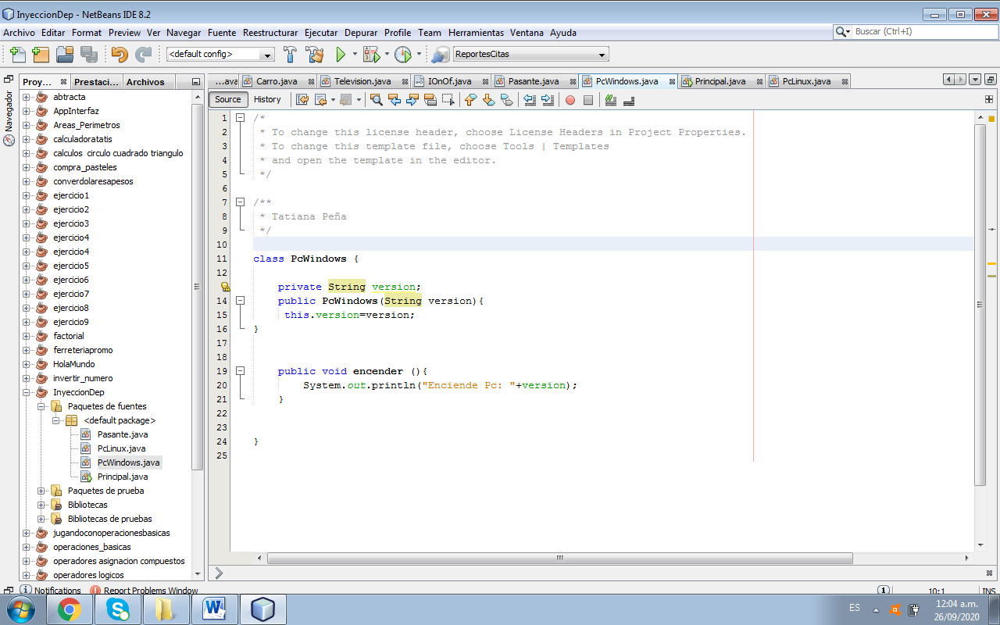 InyeccionDep - NetBeans IDE 8.2
Archivo Editar Format Preview Ver Navegar Fuente Reestructurar Ejecutar Depurar Profile Team Herramientas Ventana Ayuda
Buscar (Ctrl+I)
<default config>
ReportesCitas
Proy... Prestaci... Archivos
...ava Carro.java Television.java IOnOf.java Pasante.java PcWindows.java Principal.java PcLinux.java
Source History
Navegador
abtracta
AppInterfaz
Areas_Perimetros
calculadoratatis
calculos circulo cuadrado triangulo
compra_pasteles
converdolaresapesos
ejercicio1
ejercicio2
ejercicio3
ejercicio4
ejercicio4
ejercicio5
ejercicio6
ejercicio7
ejercicio8
ejercicio9
factorial
ferreteriapromo
HolaMundo
invertir_numero
InyeccionDep
Paquetes de fuentes
<default package>
Pasante.java
PcLinux.java
PcWindows.java
Principal.java
Paquetes de prueba
Bibliotecas
Bibliotecas de pruebas
jugandoconoperacionesbasicas
operaciones_basicas
operadores asignacion compuestos
operadores logicos
1 /*
2 * To change this license header, choose License Headers in Project Properties.
3 * To change this template file, choose Tools | Templates
4 * and open the template in the editor.
5 */
6
7 /**
8 * Tatiana Peña
9 */
10
11 class PcWindows {
12
private String version;
14 public PcWindows(String version){
15 this.version=version;
16 }
17
18
19 public void encender (){
20 System.out.println("Enciende Pc: "+version);
21 }
22
23
24 }
25
Notifications Report Problems Window
1 10:1 INS
ES 12:04 a.m.
26/09/2020